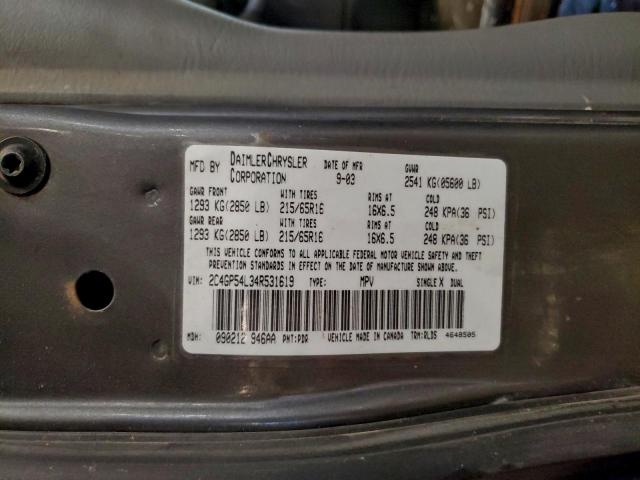 MFD BY DAIMLERCHRYSLER CORPORATION DATE OF MFR 9-03 GVWR 2541 KG(05600 LB)
GAWR FRONT WITH TIRES RIMS AT COLD
1293 KG(2850 LB) 215/65R16 16X6.5 248 KPA(36 PSI)
GAWR REAR WITH TIRES RIMS AT COLD
1293 KG(2850 LB) 215/65R16 16X6.5 248 KPA(36 PSI)
THIS VEHICLE CONFORMS TO ALL APPLICABLE FEDERAL MOTOR VEHICLE SAFETY AND THEFT
PREVENTION STANDARDS IN EFFECT ON THE DATE OF MANUFACTURE SHOWN ABOVE.
VIN: 2C4GP54L34R531619 TYPE: MPV SINGLE X DUAL
MDH: 090212 946AA PNT:PDR VEHICLE MADE IN CANADA TRM:RLDS 4648505